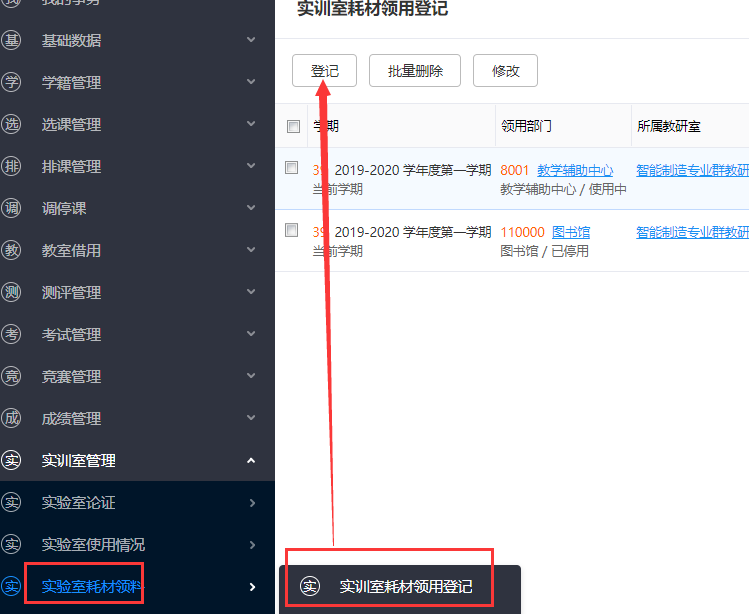 我的事务
基 基础数据
学 学籍管理
选 选课管理
排 排课管理
调 调停课
教 教室借用
测 测评管理
考 考试管理
竞 竞赛管理
成 成绩管理
实 实训室管理
实 实验室论证
实 实验室使用情况
实 实验室耗材领料
实训室耗材领用登记
登记 批量删除 修改
学期 领用部门 所属教研室
39 2019-2020 学年度第一学期 8001 教学辅助中心 智能制造专业群教研
当前学期 教学辅助中心 / 使用中
39 2019-2020 学年度第一学期 110000 图书馆 智能制造专业群教研
当前学期 图书馆 / 已停用
实 实训室耗材领用登记